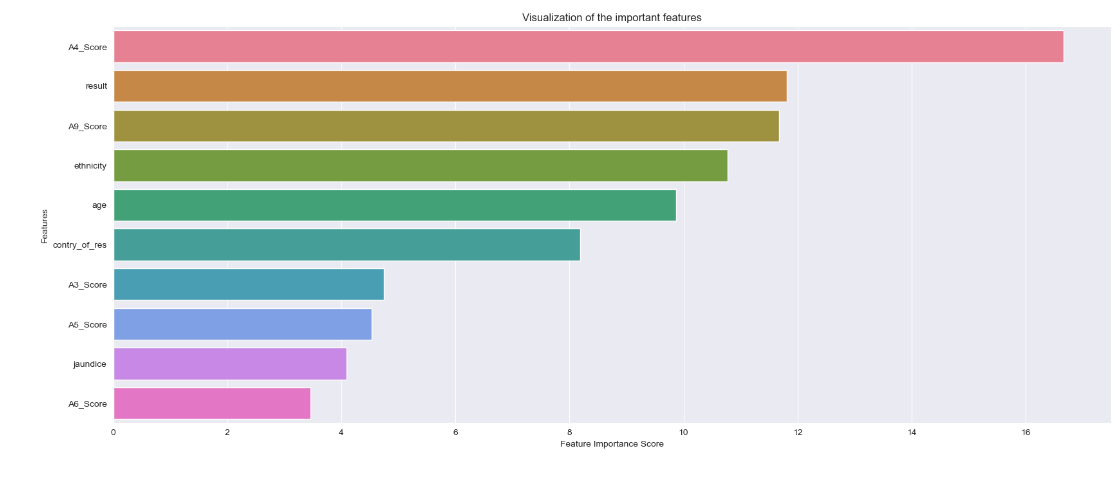 Visualization of the important features
A4_Score
result
A9_Score
ethnicity
age
contry_of_res
A3_Score
A5_Score
jaundice
A6_Score
Features
0 2 4 6 8 10 12 14 16
Feature Importance Score